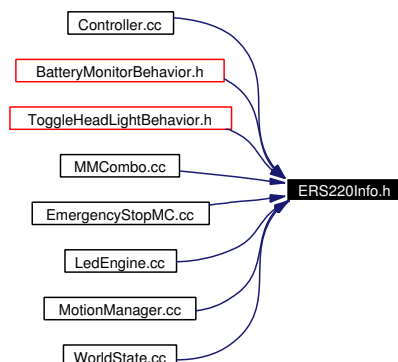 Controller.cc
BatteryMonitorBehavior.h
ToggleHeadLightBehavior.h
MMCombo.cc
ERS220Info.h
EmergencyStopMC.cc
LedEngine.cc
MotionManager.cc
WorldState.cc